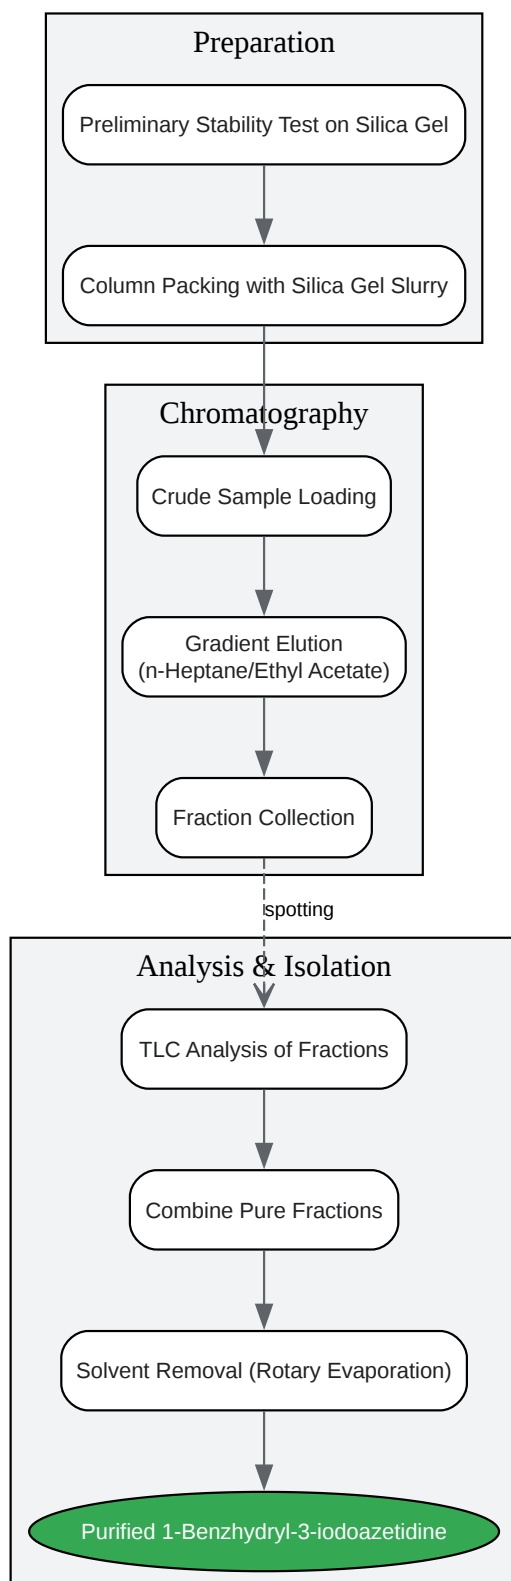 Preparation
Preliminary Stability Test on Silica Gel
Column Packing with Silica Gel Slurry
Chromatography
Crude Sample Loading
Gradient Elution
(n-Heptane/Ethyl Acetate)
Fraction Collection
spotting
Analysis & Isolation
TLC Analysis of Fractions
Combine Pure Fractions
Solvent Removal (Rotary Evaporation)
Purified 1-Benzhydryl-3-iodoazetidine